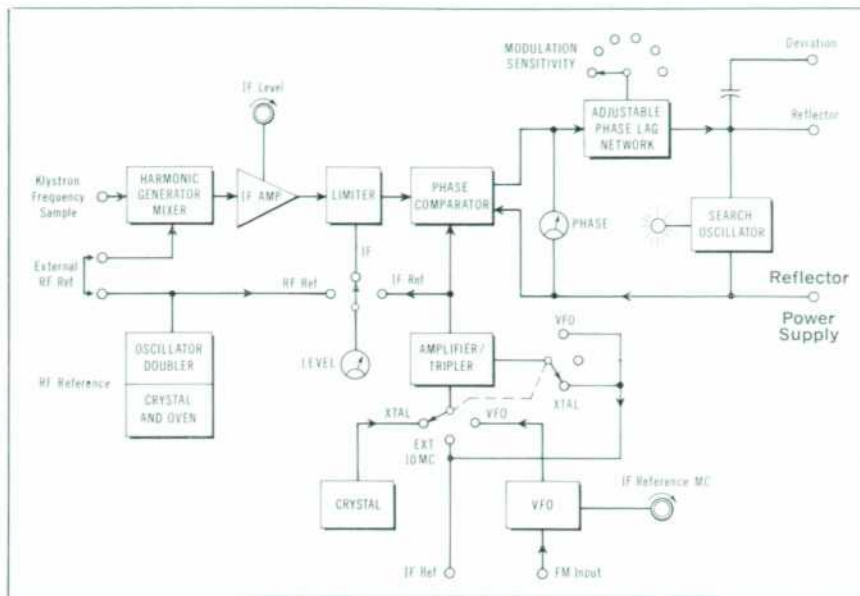 MODULATION
SENSITIVITY
Deviation
IF Level
Reflector
ADJUSTABLE
PHASE LAG
NETWORK
Klystron
Frequency
Sample
HARMONIC
GENERATOR
MIXER
IF AMP
LIMITER
PHASE
COMPARATOR
PHASE
SEARCH
OSCILLATOR
IF
External
RF Ref
RF Ref
IF Ref
Reflector
Power
Supply
VFO
OSCILLATOR
DOUBLER
LEVEL
AMPLIFIER/
TRIPLER
RF Reference
CRYSTAL
AND OVEN
XTAL
XTAL
VFO
EXT
10 MC
IF Reference MC
CRYSTAL
VFO
IF Ref
FM Input